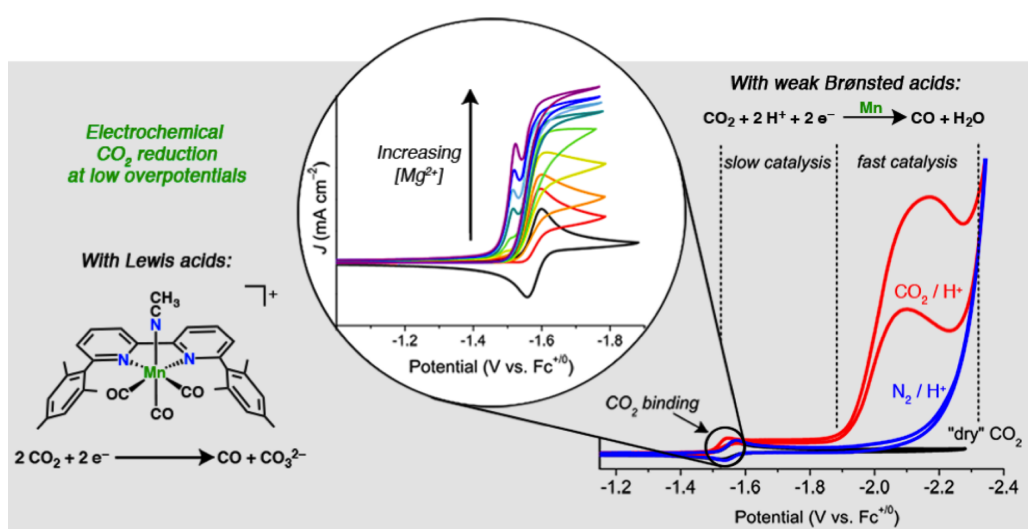 Electrochemical
CO₂ reduction
at low overpotentials
With Lewis acids:
CH₃
C
N
]⁺
N
N
Mn
OC
CO
CO
2 CO₂ + 2 e⁻ → CO + CO₃²⁻
Increasing
[Mg²⁺]
J (mA cm⁻²)
-1.2 -1.4 -1.6 -1.8
Potential (V vs. Fc⁺ᐟ⁰)
With weak Brønsted acids:
Mn
CO₂ + 2 H⁺ + 2 e⁻ → CO + H₂O
slow catalysis
fast catalysis
CO₂ / H⁺
N₂ / H⁺
"dry" CO₂
CO₂ binding
-1.2 -1.4 -1.6 -1.8 -2.0 -2.2 -2.4
Potential (V vs. Fc⁺ᐟ⁰)